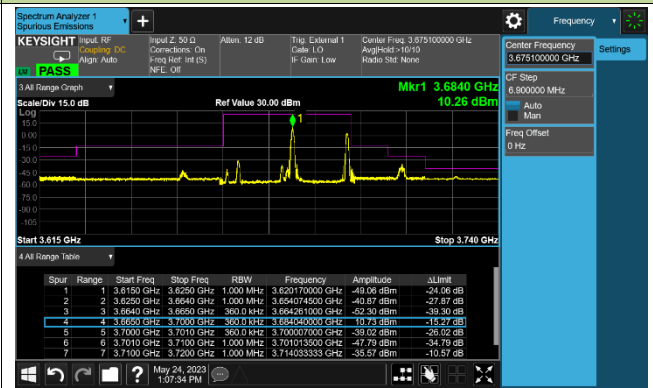 Spectrum Analyzer 1
Spurious Emissions
Frequency
KEYSIGHT
Input: RF
Coupling: DC
Align: Auto
Input Z: 50 Ω
Corrections: On
Freq Ref: Int (S)
NFE: Off
Atten: 12 dB
Trig: External 1
Gate: LO
IF Gain: Low
Center Freq: 3.675100000 GHz
Avg|Hold:>10/10
Radio Std: None
PASS
Center Frequency
3.675100000 GHz
Settings
CF Step
6.900000 MHz
Auto
Man
Freq Offset
0 Hz
3 All Range Graph
Mkr1 3.6840 GHz
Scale/Div 15.0 dB
Ref Value 30.00 dBm
10.26 dBm
Log
15.0
0.00
-15.0
-30.0
-45.0
-60.0
-75.0
-90.0
-105
1
Start 3.615 GHz
Stop 3.740 GHz
4 All Range Table
Spur Range Start Freq Stop Freq RBW Frequency Amplitude ΔLimit
1 1 3.6150 GHz 3.6250 GHz 1.000 MHz 3.620170000 GHz -49.06 dBm -24.06 dB
2 2 3.6250 GHz 3.6640 GHz 1.000 MHz 3.654074500 GHz -40.87 dBm -27.87 dB
3 3 3.6640 GHz 3.6650 GHz 360.0 kHz 3.664261000 GHz -52.30 dBm -39.30 dB
4 4 3.6650 GHz 3.7000 GHz 360.0 kHz 3.684040000 GHz 10.73 dBm -15.27 dB
5 5 3.7000 GHz 3.7010 GHz 360.0 kHz 3.700007000 GHz -39.02 dBm -26.02 dB
6 6 3.7010 GHz 3.7100 GHz 1.000 MHz 3.701013500 GHz -47.79 dBm -34.79 dB
7 7 3.7100 GHz 3.7200 GHz 1.000 MHz 3.714033333 GHz -35.57 dBm -10.57 dB
May 24, 2023
1:07:34 PM